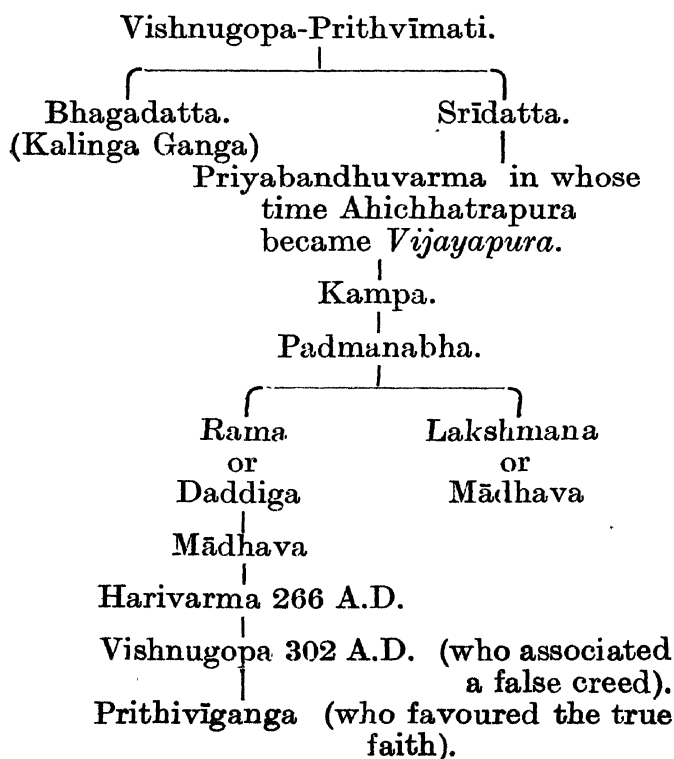 Vishnugopa-Prithvīmati.
Bhagadatta. Srīdatta.
(Kalinga Ganga)
Priyabandhuvarma in whose
time Ahichhatrapura
became Vijayapura.
Kampa.
Padmanabha.
Rama Lakshmana
or or
Daddiga Mādhava
Mādhava
Harivarma 266 A.D.
Vishnugopa 302 A.D. (who associated
a false creed).
Prithivīganga (who favoured the true
faith).